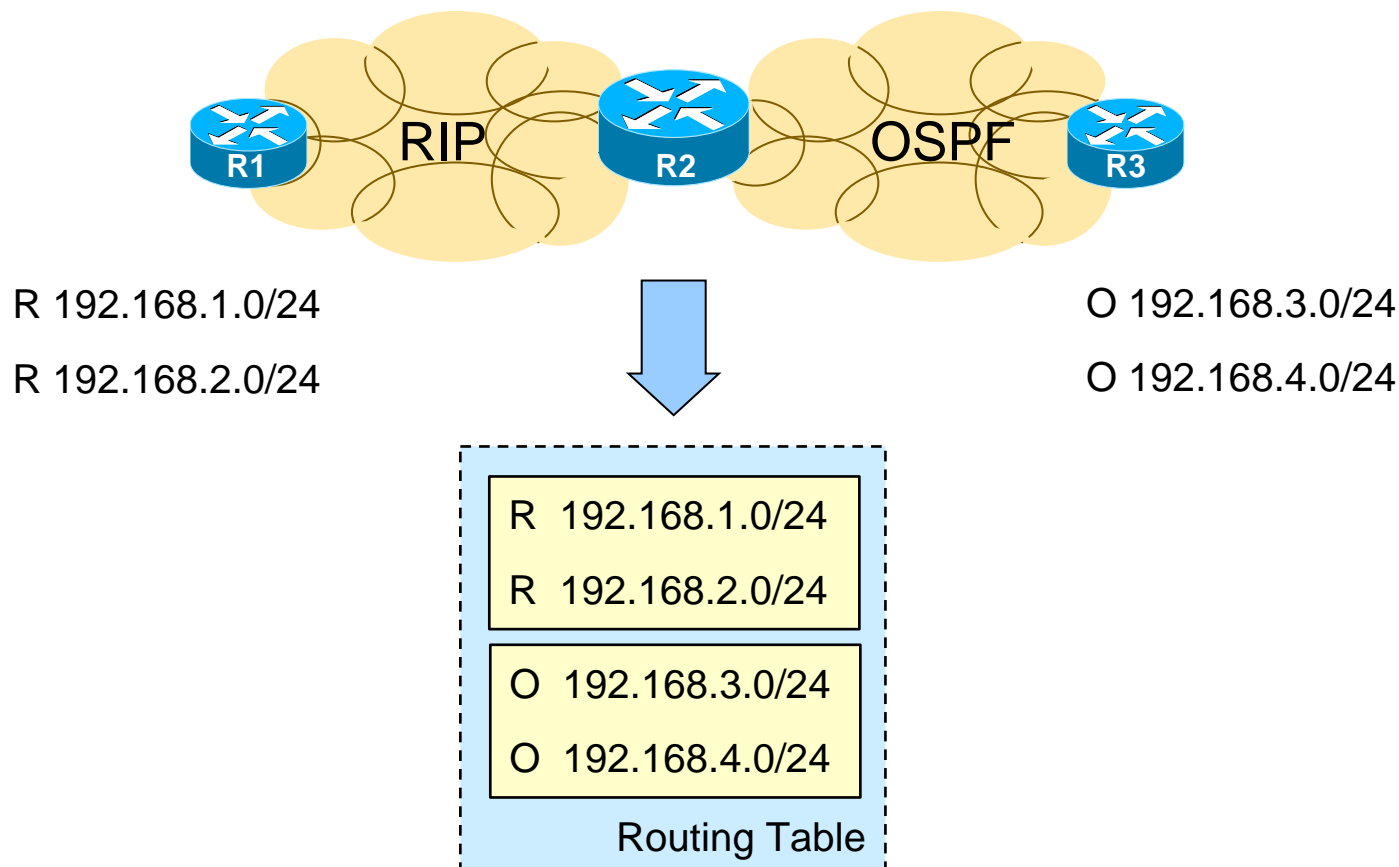 RIP
OSPF
R1
R2
R3
R 192.168.1.0/24
R 192.168.2.0/24
O 192.168.3.0/24
O 192.168.4.0/24
R 192.168.1.0/24
R 192.168.2.0/24
O 192.168.3.0/24
O 192.168.4.0/24
Routing Table